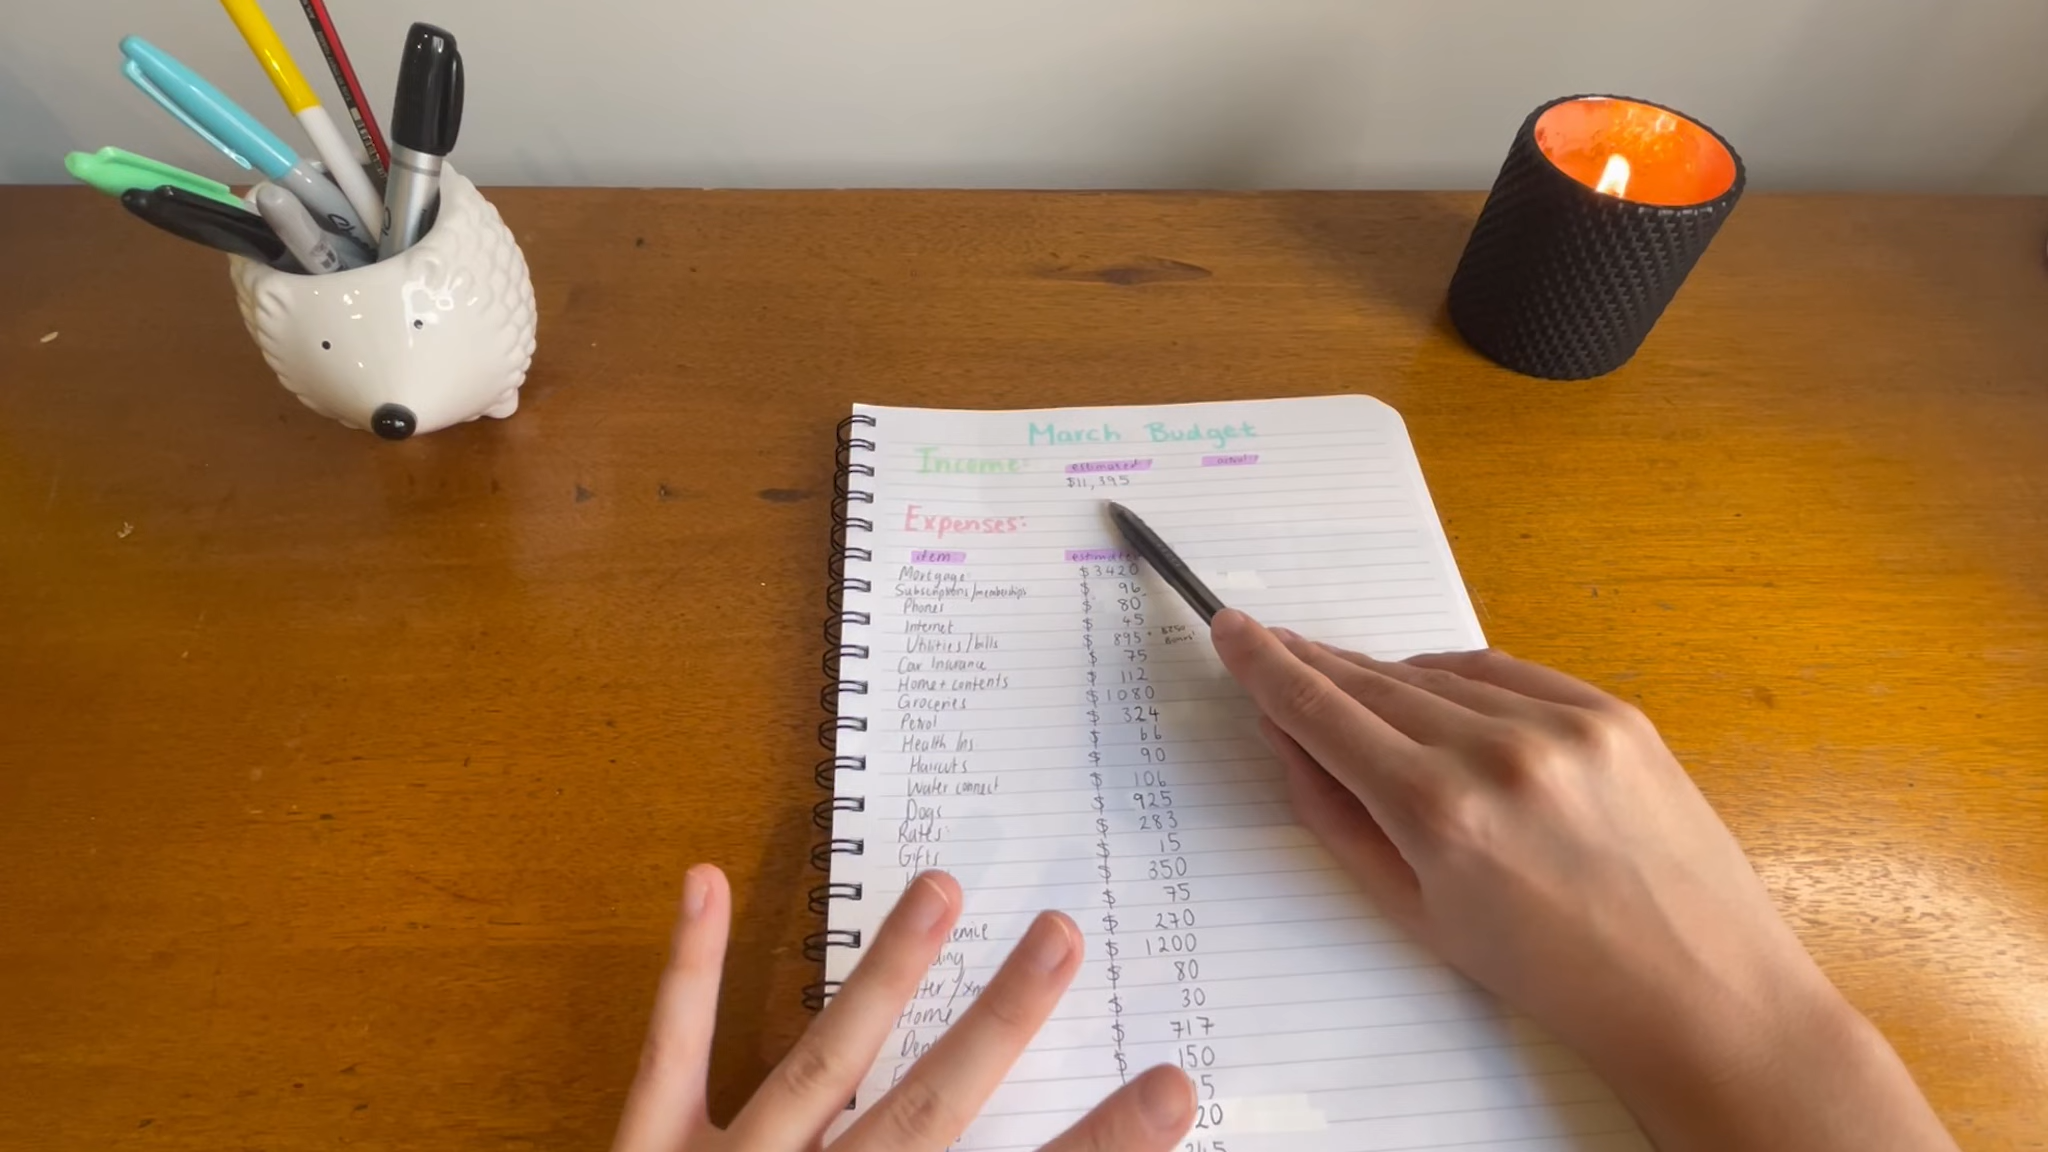 March Budget
Income: estimated actual
$11,395
Expenses:
item estimated
Mortgage: $3420
Subscriptions/memberships $ 96
Phones $ 80
Internet $ 45
Utilities/bills $ 895 * $250
Car Insurance $ 75
Home + contents $ 112
Groceries $1080
Petrol $ 324
Health Ins $ 66
Haircuts $ 90
Water connect $ 106
Dogs $ 925
Rates: $ 283
Gifts $ 15
$ 350
$ 75
$ 270
$ 1200
$ 80
Home $ 30
$ 717
$ 150